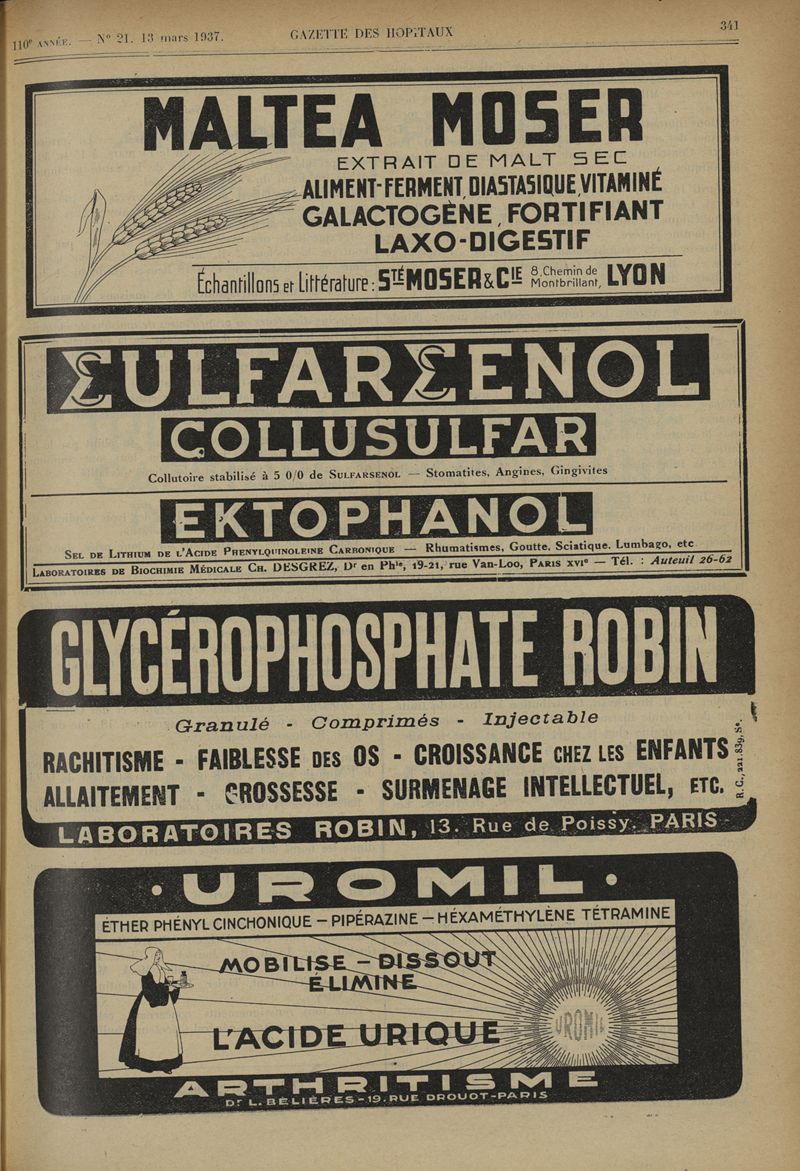 110e ANNÉE. — No 21. 13 mars 1937.
GAZETTE DES HOPITAUX
341
MALTEA MOSER
EXTRAIT DE MALT SEC
ALIMENT-FERMENT, DIASTASIQUE, VITAMINÉ
GALACTOGÈNE, FORTIFIANT
LAXO-DIGESTIF
Échantillons et Littérature : STÉ MOSER & CIE 8, Chemin de Montbrillant, LYON
ΣULFARΣENOL
COLLUSULFAR
Collutoire stabilisé à 5 0/0 de SULFARSENOL — Stomatites, Angines, Gingivites
EKTOPHANOL
SEL DE LITHIUM DE L'ACIDE PHENYLQUINOLEINE CARBONIQUE — Rhumatismes, Goutte, Sciatique, Lumbago, etc
LABORATOIRES DE BIOCHIMIE MÉDICALE CH. DESGREZ, Dr en Phie, 19-21, rue Van-Loo, PARIS XVIe — Tél. : Auteuil 26-62
GLYCÉROPHOSPHATE ROBIN
Granulé - Comprimés - Injectable
RACHITISME - FAIBLESSE DES OS - CROISSANCE CHEZ LES ENFANTS
ALLAITEMENT - GROSSESSE - SURMENAGE INTELLECTUEL, ETC.
R. C., 221.839, Se.
LABORATOIRES ROBIN, 13, Rue de Poissy, PARIS
• UROMIL •
ÉTHER PHÉNYL CINCHONIQUE — PIPÉRAZINE — HÉXAMÉTHYLÈNE TÉTRAMINE
MOBILISE — DISSOUT
ÉLIMINE
L'ACIDE URIQUE
UROMIL
ARTHRITISME
Dr L. BÉLIÈRES - 19. RUE DROUOT - PARIS